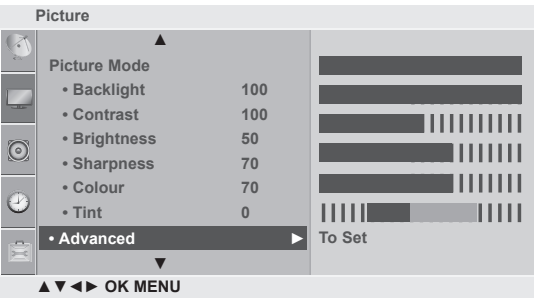 Picture
▲
Picture Mode
• Backlight 100
• Contrast 100
• Brightness 50
• Sharpness 70
• Colour 70
• Tint 0
• Advanced ► To Set
▼
▲▼◄► OK MENU